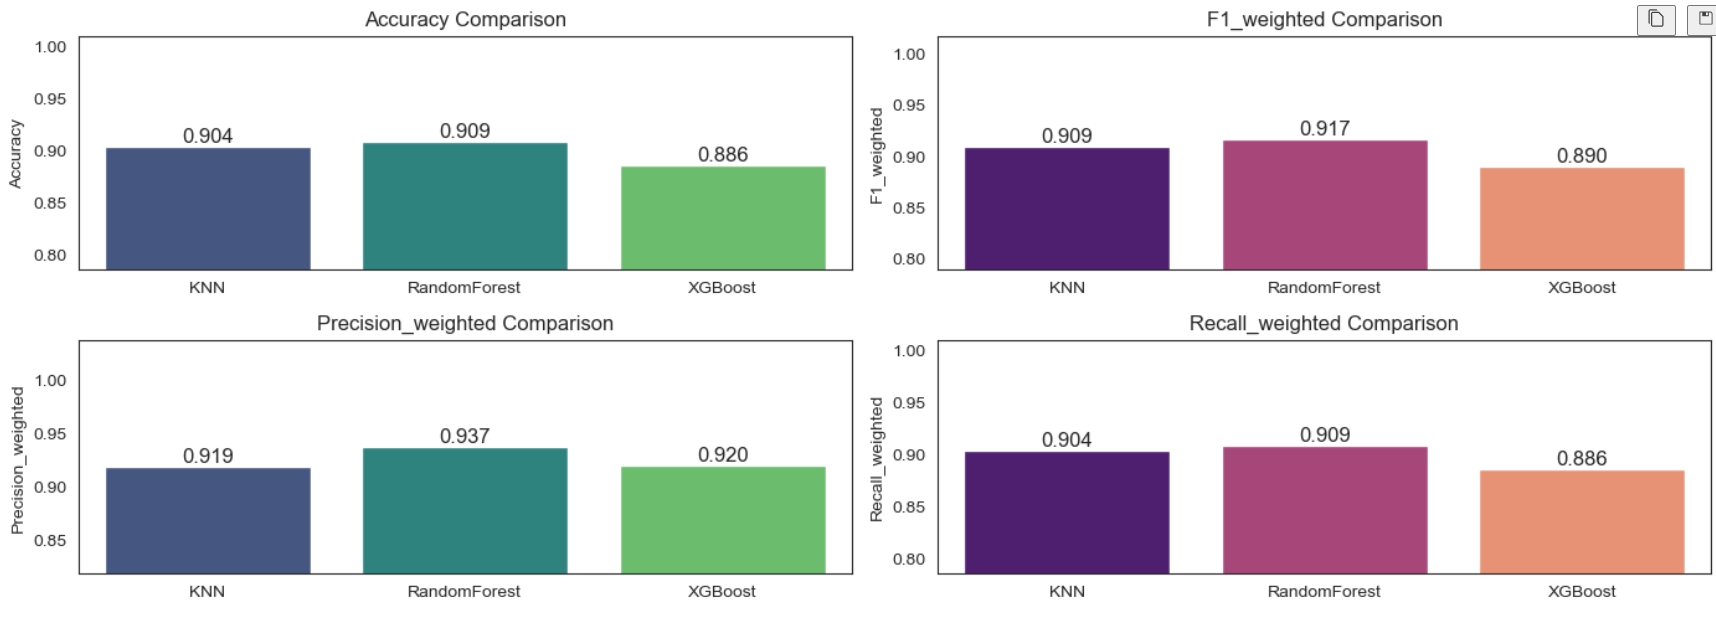 Accuracy Comparison
1.00
0.95
0.90
0.85
0.80
Accuracy
0.904
0.909
0.886
KNN
RandomForest
XGBoost
F1_weighted Comparison
1.00
0.95
0.90
0.85
0.80
F1_weighted
0.909
0.917
0.890
KNN
RandomForest
XGBoost
Precision_weighted Comparison
1.00
0.95
0.90
0.85
Precision_weighted
0.919
0.937
0.920
KNN
RandomForest
XGBoost
Recall_weighted Comparison
1.00
0.95
0.90
0.85
0.80
Recall_weighted
0.904
0.909
0.886
KNN
RandomForest
XGBoost